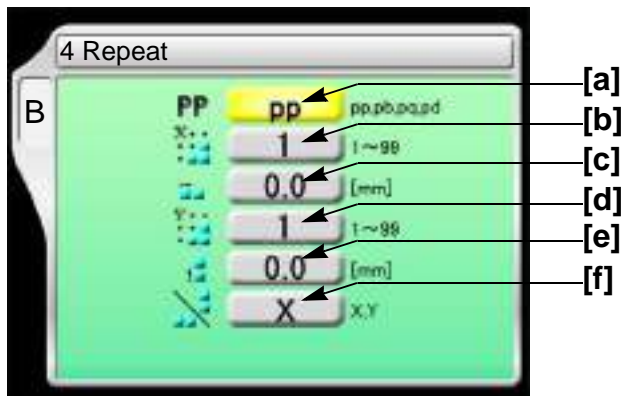 4 Repeat
B
PP pp pp,pb,pq,pd [a]
X 1 1~99 [b]
0.0 [mm] [c]
Y 1 1~99 [d]
0.0 [mm] [e]
X X,Y [f]